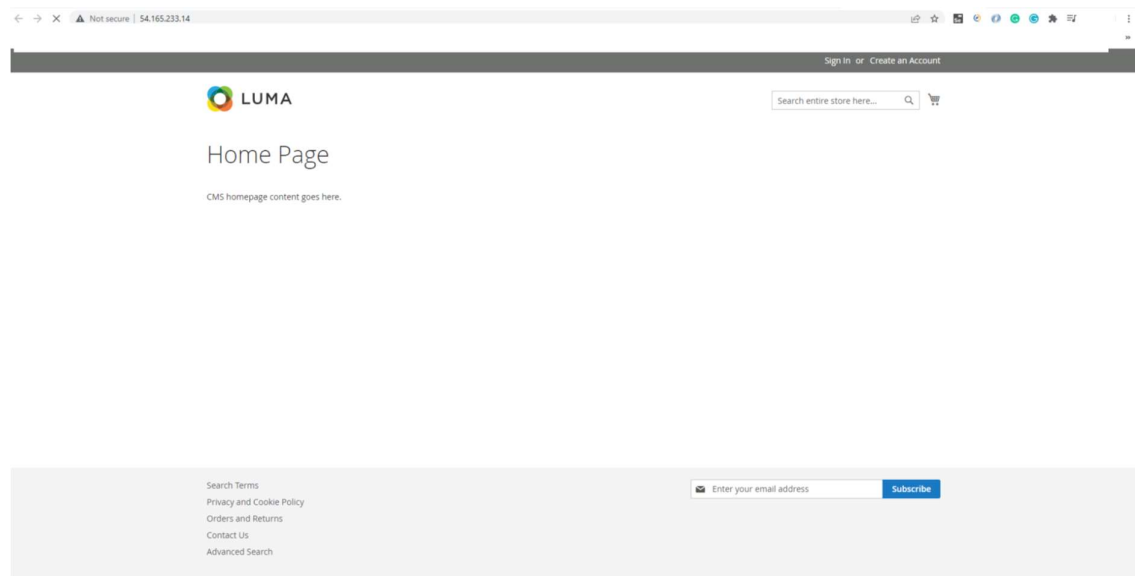 Not secure | 54.165.233.14
Sign In or Create an Account
LUMA
Search entire store here...
Home Page
CMS homepage content goes here.
Search Terms
Privacy and Cookie Policy
Orders and Returns
Contact Us
Advanced Search
Enter your email address
Subscribe